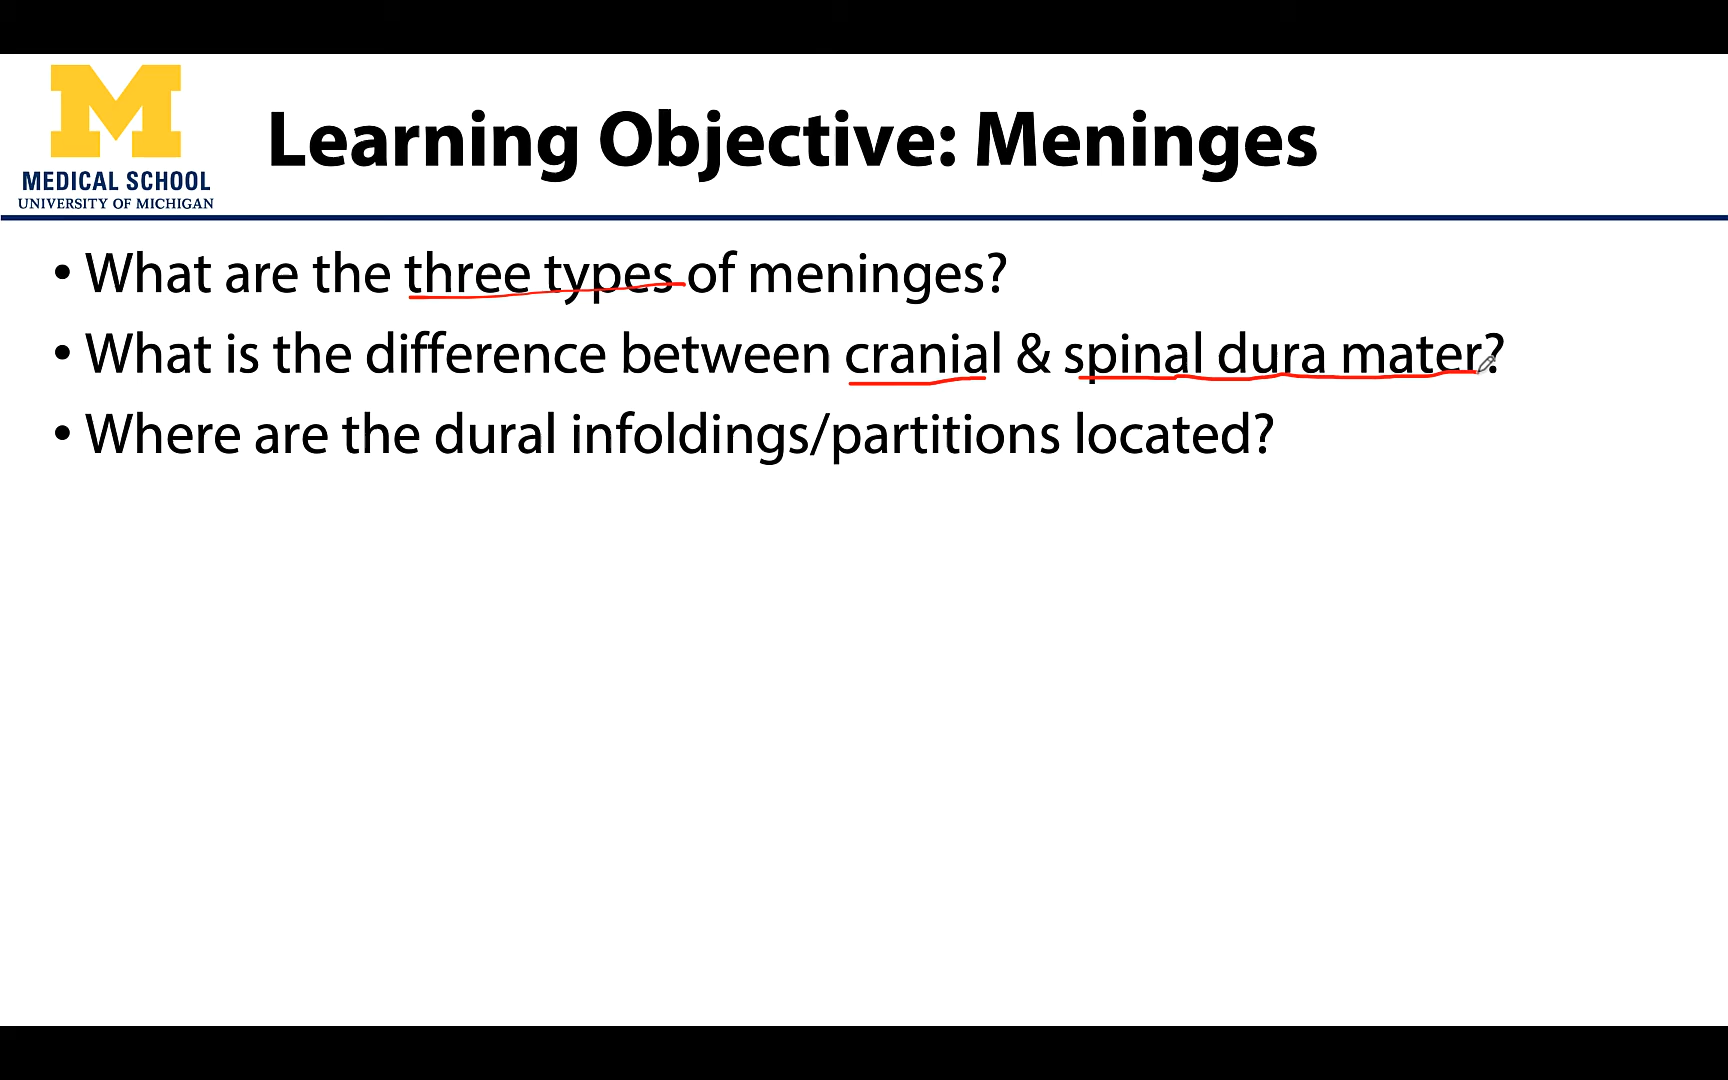 M
MEDICAL SCHOOL
UNIVERSITY OF MICHIGAN
Learning Objective: Meninges
• What are the three types of meninges?
• What is the difference between cranial & spinal dura mater?
• Where are the dural infoldings/partitions located?